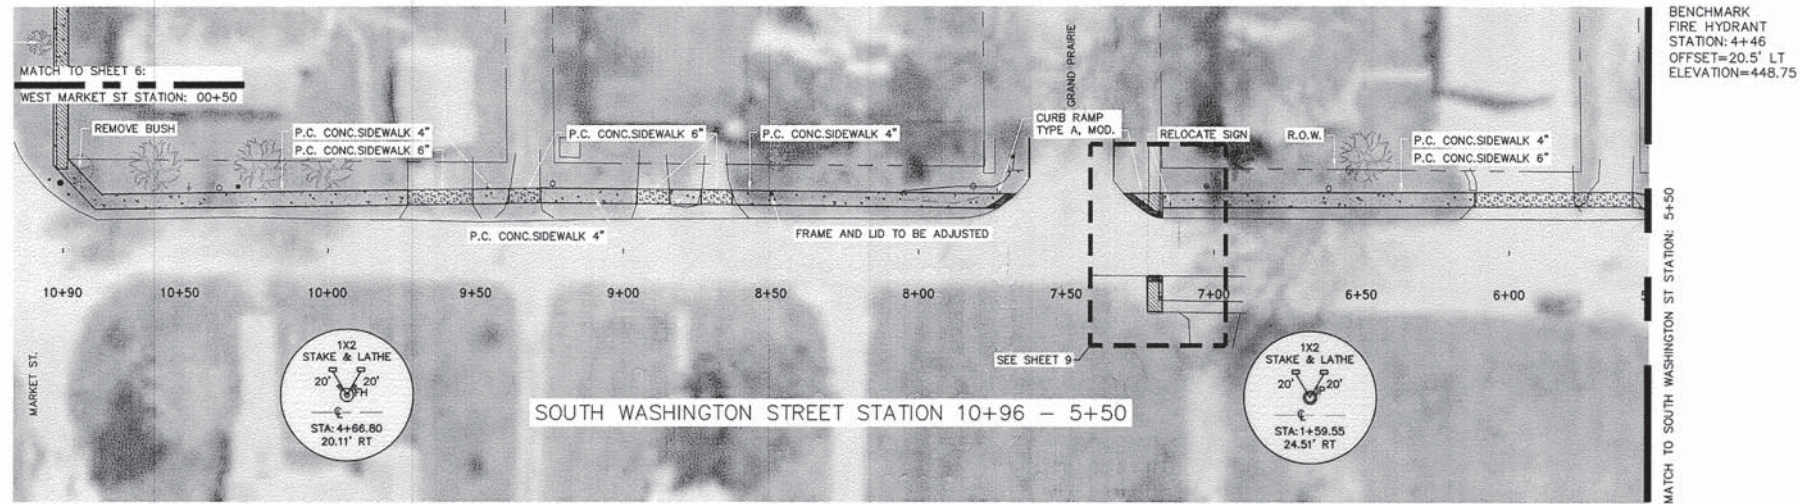 BENCHMARK
FIRE HYDRANT
STATION: 4+46
OFFSET=20.5' LT
ELEVATION=448.75
MATCH TO SHEET 6:
WEST MARKET ST STATION: 00+50
REMOVE BUSH
P.C. CONC.SIDEWALK 4"
P.C. CONC.SIDEWALK 6"
P.C. CONC.SIDEWALK 6"
P.C. CONC.SIDEWALK 4"
GRAND PRAIRIE
CURB RAMP
TYPE A, MOD.
RELOCATE SIGN
R.O.W.
P.C. CONC.SIDEWALK 4"
P.C. CONC.SIDEWALK 6"
P.C. CONC.SIDEWALK 4"
FRAME AND LID TO BE ADJUSTED
10+90
10+50
10+00
9+50
9+00
8+50
8+00
7+50
7+00
6+50
6+00
5
MARKET ST.
1X2
STAKE & LATHE
20' 20'
FH
℄
STA: 4+66.80
20.11' RT
SEE SHEET 9
SOUTH WASHINGTON STREET STATION 10+96 - 5+50
1X2
STAKE & LATHE
20' 20'
℄
STA: 1+59.55
24.51' RT
MATCH TO SOUTH WASHINGTON ST STATION: 5+50